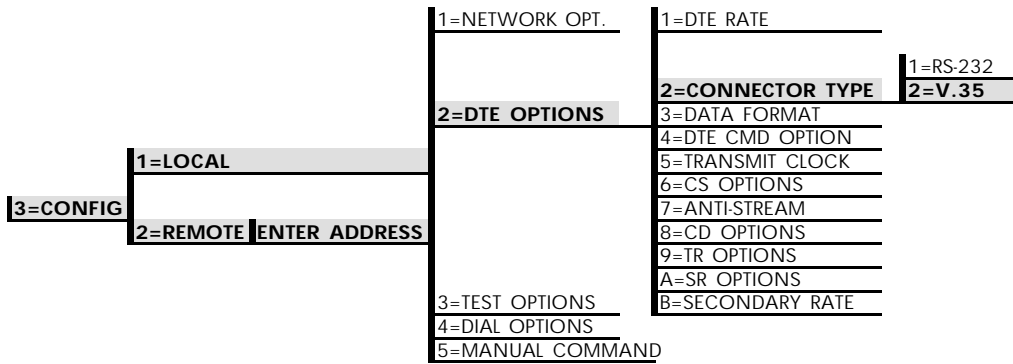 1=NETWORK OPT.
1=DTE RATE
1=RS-232
2=CONNECTOR TYPE
2=V.35
2=DTE OPTIONS
3=DATA FORMAT
4=DTE CMD OPTION
1=LOCAL
5=TRANSMIT CLOCK
6=CS OPTIONS
3=CONFIG
7=ANTI-STREAM
2=REMOTE
ENTER ADDRESS
8=CD OPTIONS
9=TR OPTIONS
A=SR OPTIONS
3=TEST OPTIONS
B=SECONDARY RATE
4=DIAL OPTIONS
5=MANUAL COMMAND